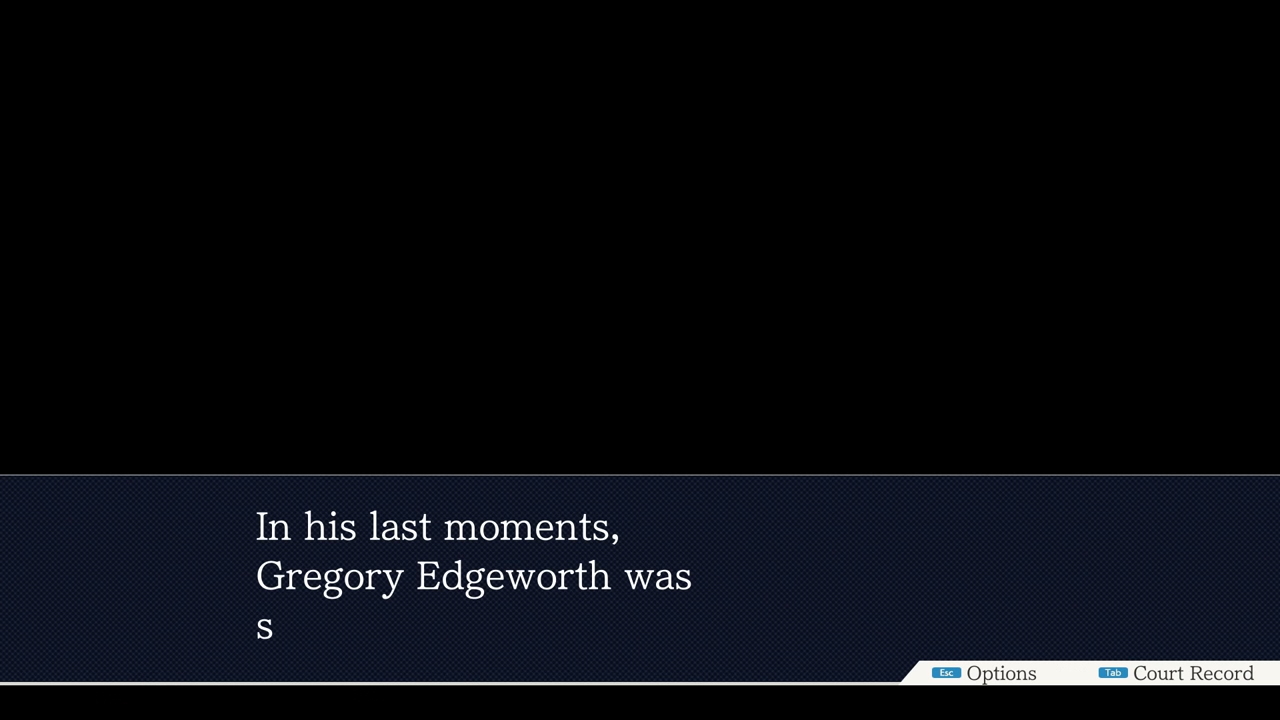 In his last moments,
Gregory Edgeworth was
s
Esc Options Tab Court Record